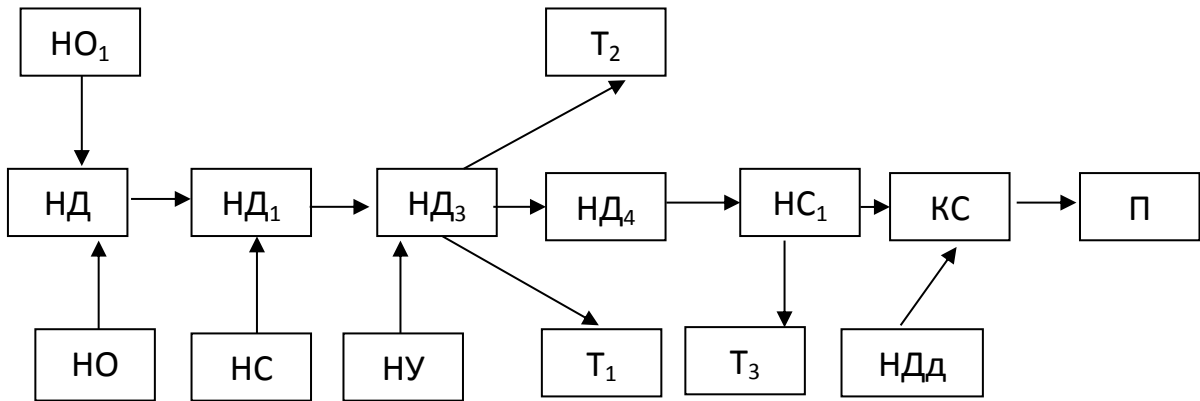 НО₁ Т₂
НД НД₁ НД₃ НД₄ НС₁ КС П
НО НС НУ Т₁ Т₃ НДд